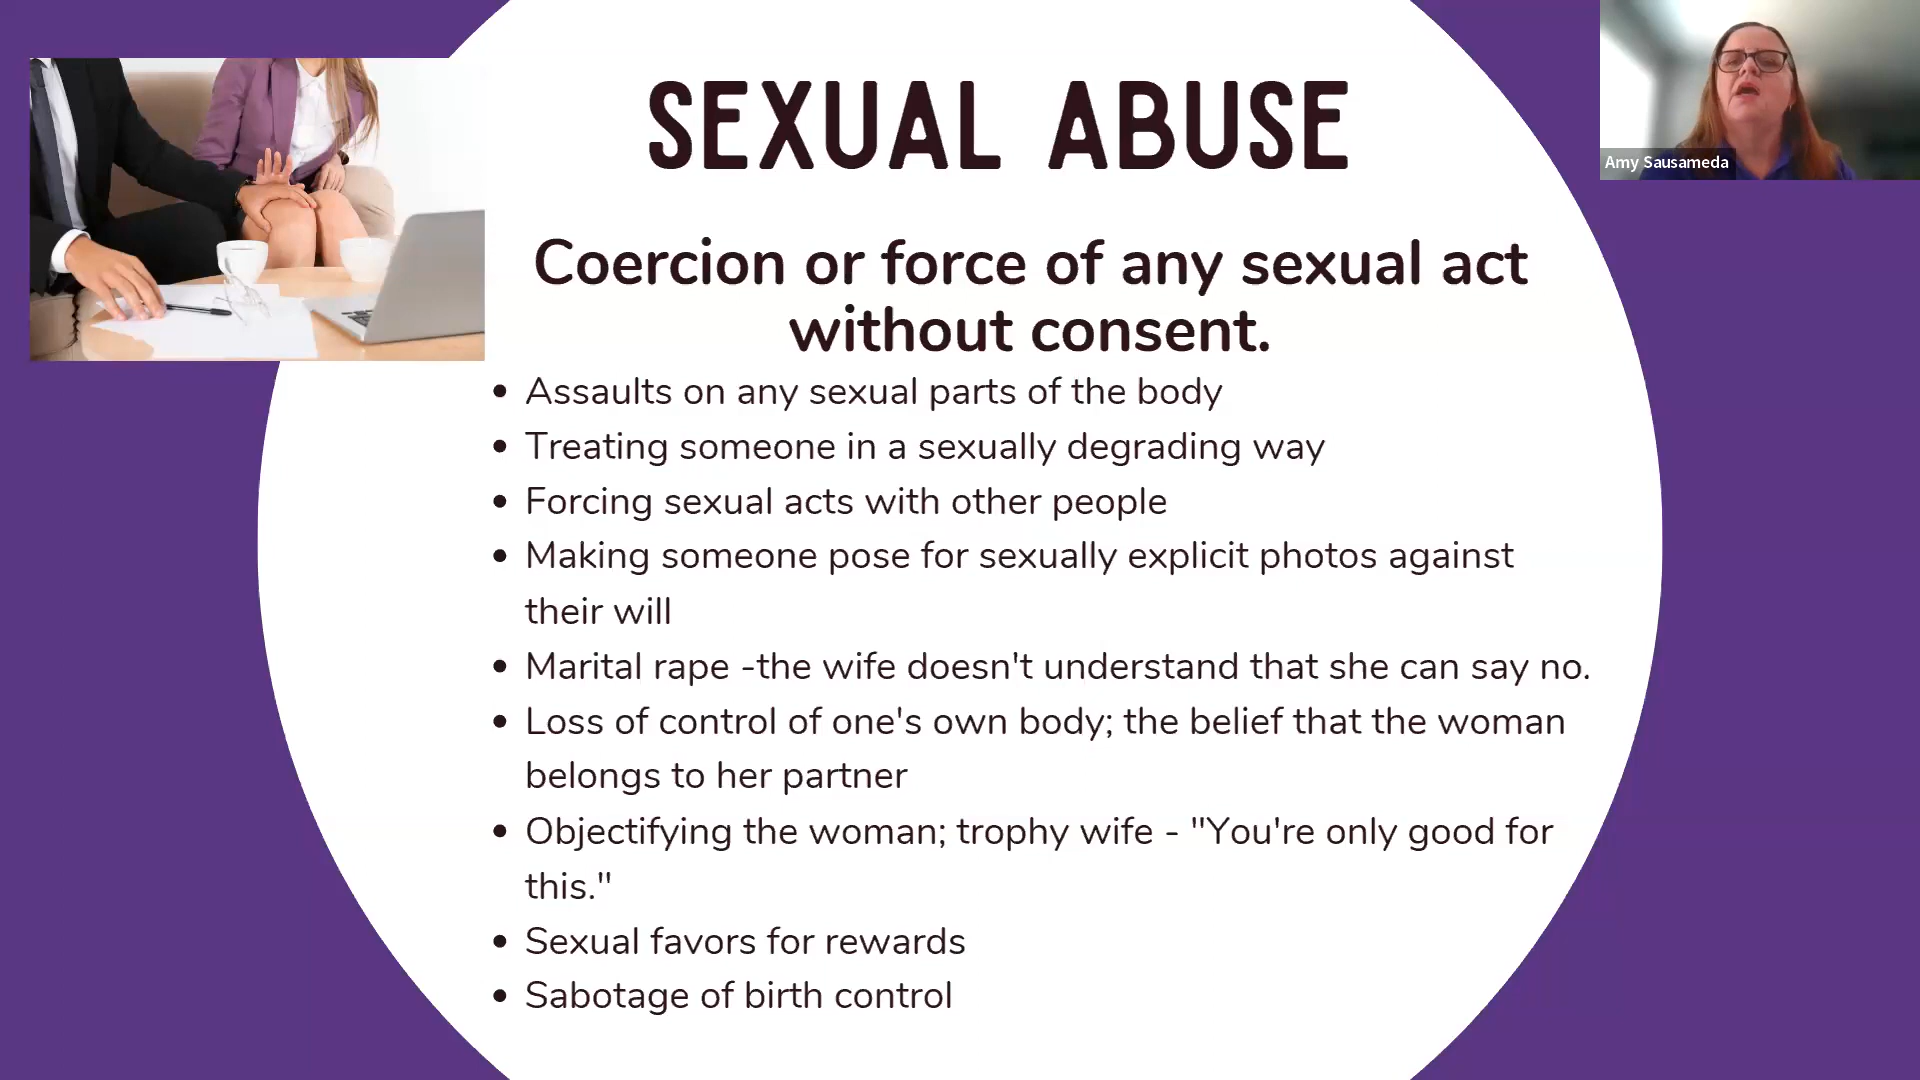 SEXUAL ABUSE
Amy Sausameda
Coercion or force of any sexual act
without consent.
• Assaults on any sexual parts of the body
• Treating someone in a sexually degrading way
• Forcing sexual acts with other people
• Making someone pose for sexually explicit photos against
their will
• Marital rape -the wife doesn't understand that she can say no.
• Loss of control of one's own body; the belief that the woman
belongs to her partner
• Objectifying the woman; trophy wife - "You're only good for
this."
• Sexual favors for rewards
• Sabotage of birth control